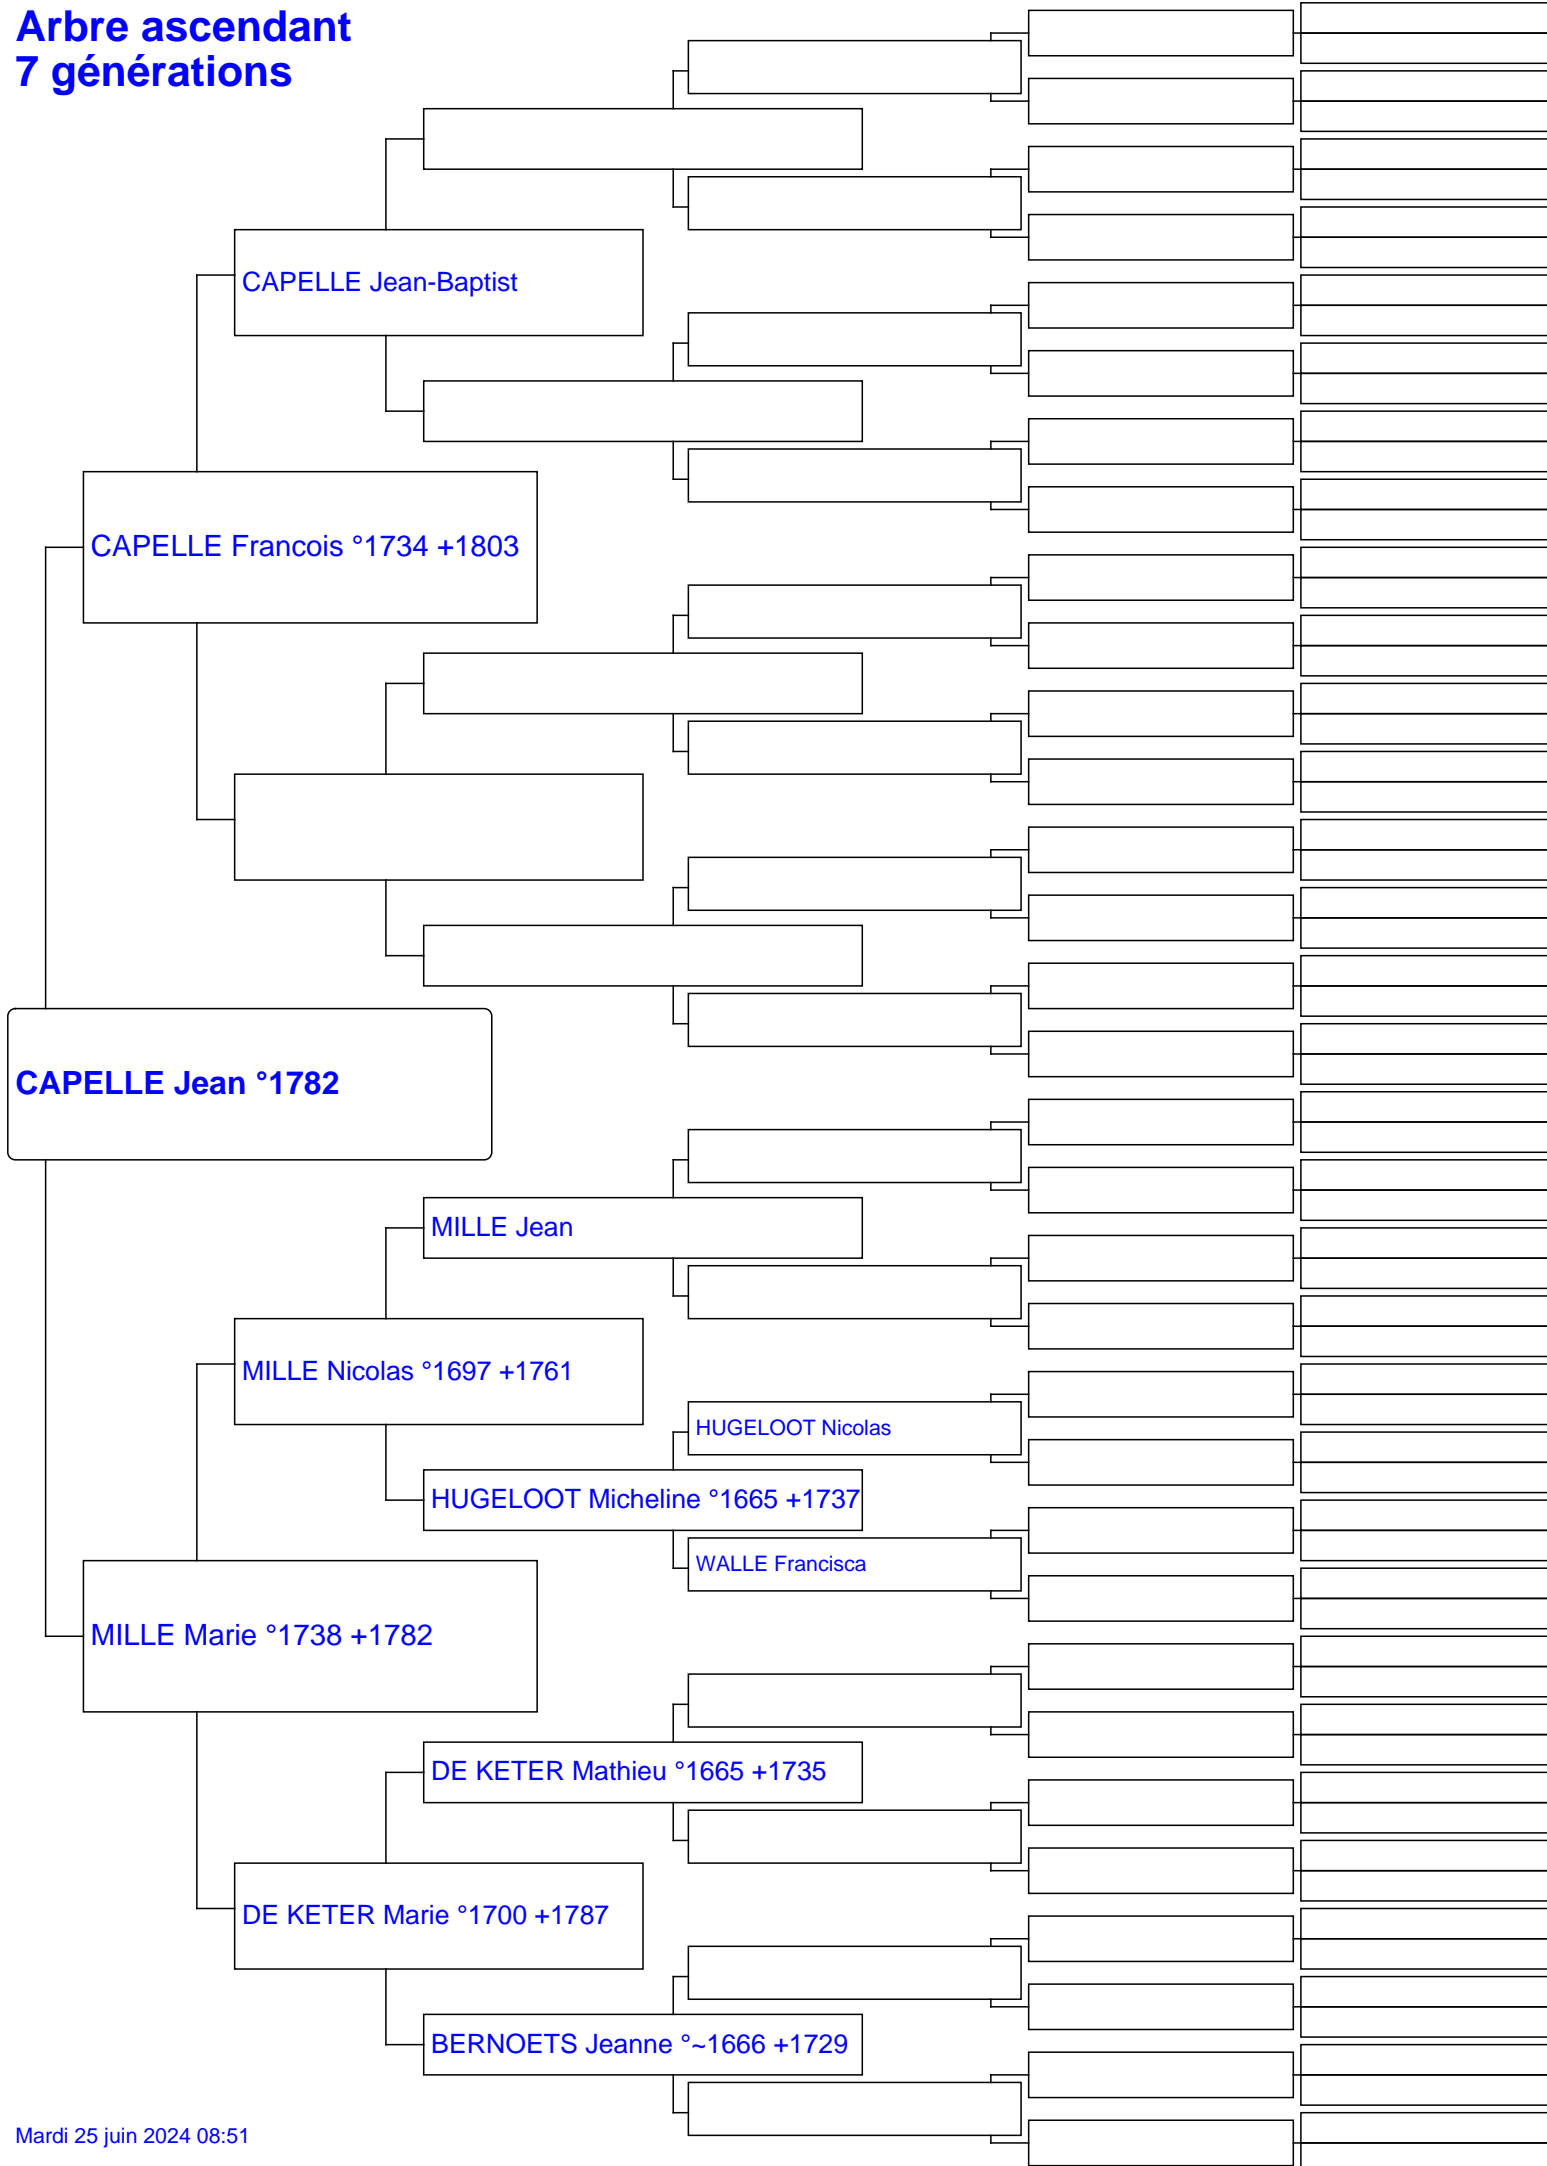 Arbre ascendant
7 générations
CAPELLE Jean-Baptist
CAPELLE Francois °1734 +1803
CAPELLE Jean °1782
MILLE Jean
MILLE Nicolas °1697 +1761
HUGELOOT Nicolas
HUGELOOT Micheline °1665 +1737
WALLE Francisca
MILLE Marie °1738 +1782
DE KETER Mathieu °1665 +1735
DE KETER Marie °1700 +1787
BERNOETS Jeanne °~1666 +1729
Mardi 25 juin 2024 08:51